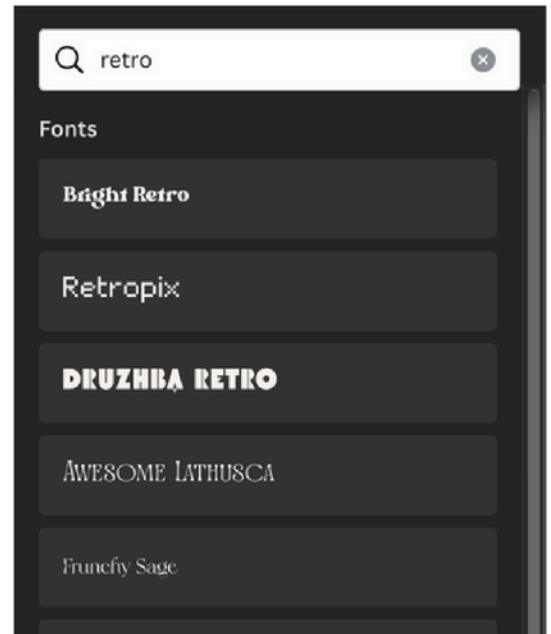 retro
Fonts
Bright Retro
Retropix
DRUZHBA RETRO
AWESOME LATHUSCA
Frunchy Sage